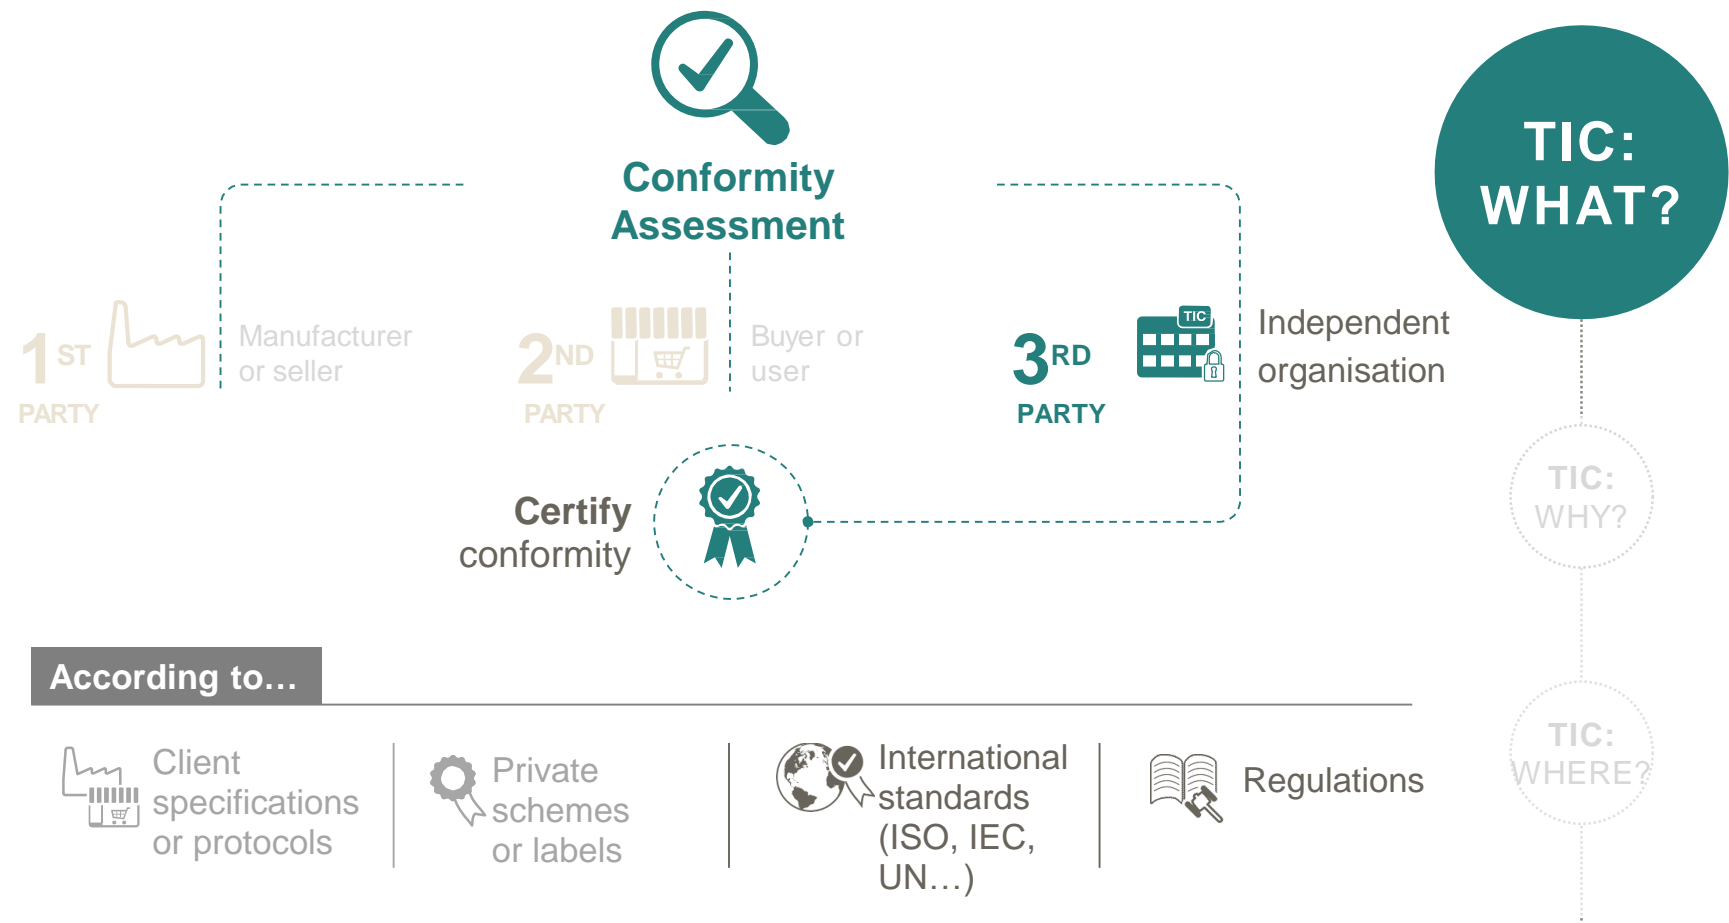 Conformity
Assessment
TIC:
WHAT?
1ST
PARTY
Manufacturer
or seller
2ND
PARTY
Buyer or
user
3RD
PARTY
TIC
Independent
organisation
Certify
conformity
TIC:
WHY?
According to…
Client
specifications
or protocols
Private
schemes
or labels
International
standards
(ISO, IEC,
UN…)
Regulations
TIC:
WHERE?